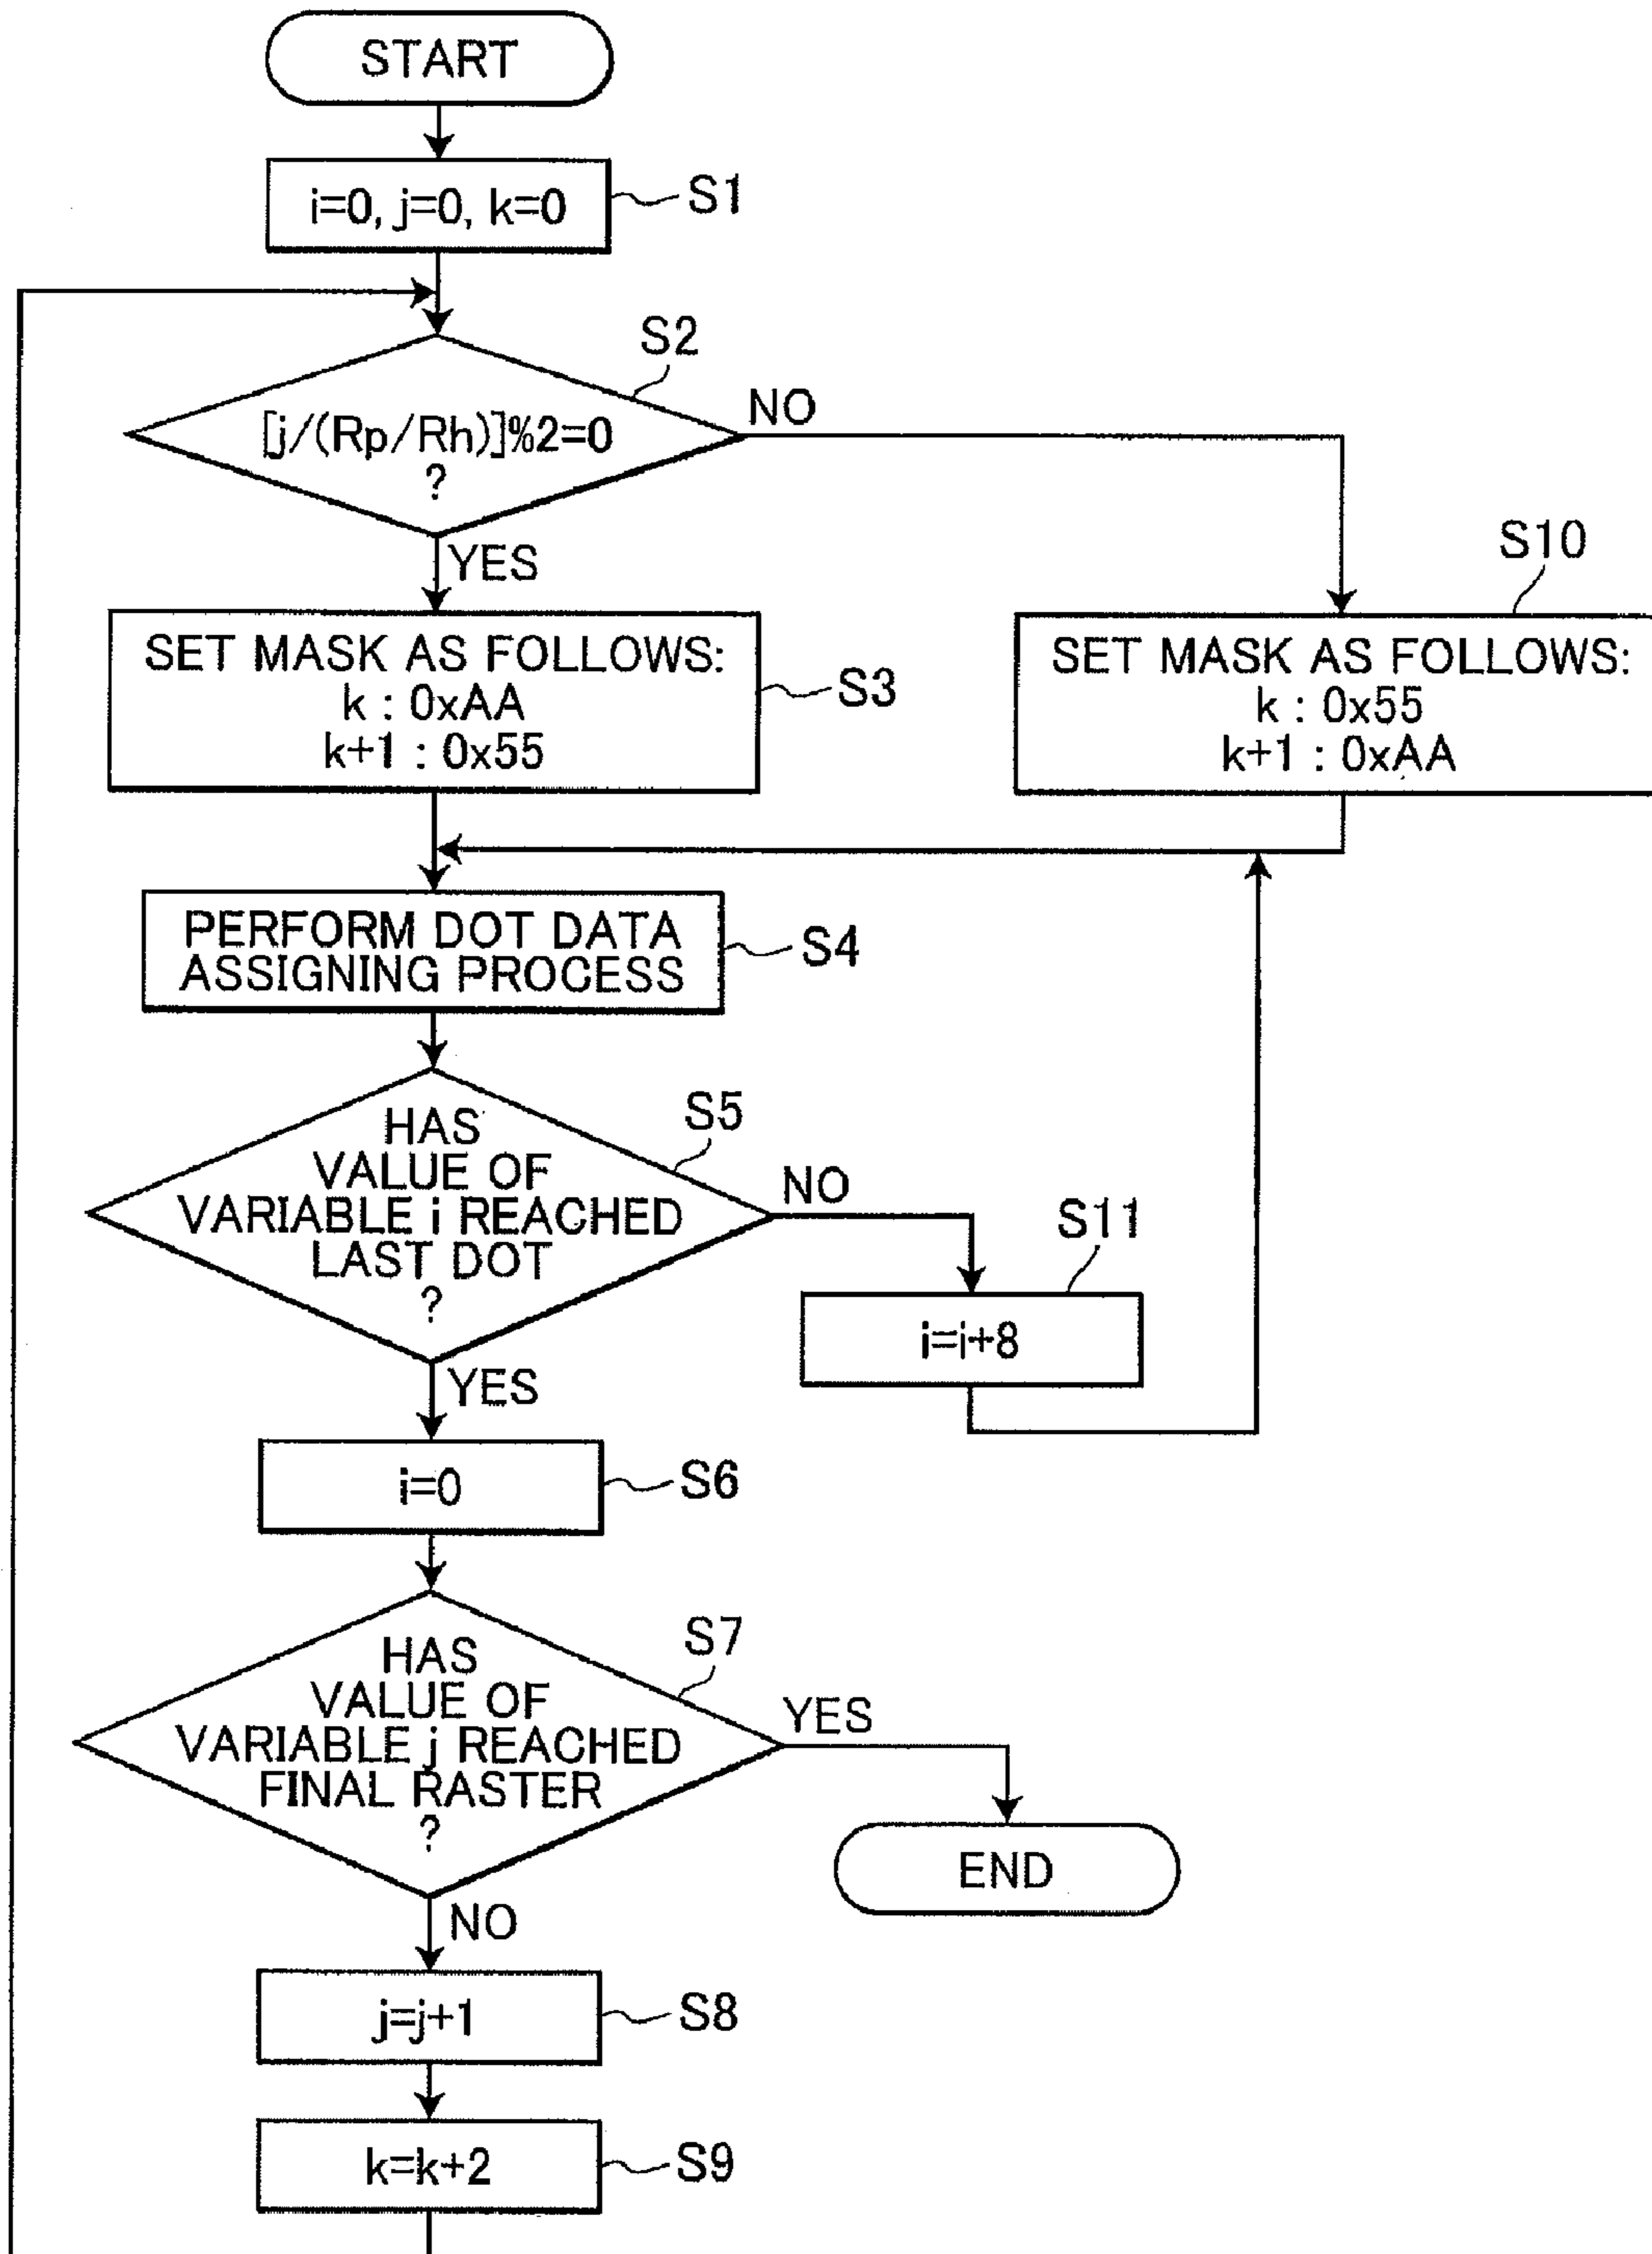 START
i=0, j=0, k=0
S1
S2
[j/(Rp/Rh)]%2=0
?
NO
YES
S10
SET MASK AS FOLLOWS:
k : 0xAA
k+1 : 0x55
S3
SET MASK AS FOLLOWS:
k : 0x55
k+1 : 0xAA
PERFORM DOT DATA
ASSIGNING PROCESS
S4
S5
HAS
VALUE OF
VARIABLE i REACHED
LAST DOT
?
NO
S11
i=i+8
YES
i=0
S6
S7
HAS
VALUE OF
VARIABLE j REACHED
FINAL RASTER
?
YES
END
NO
j=j+1
S8
k=k+2
S9